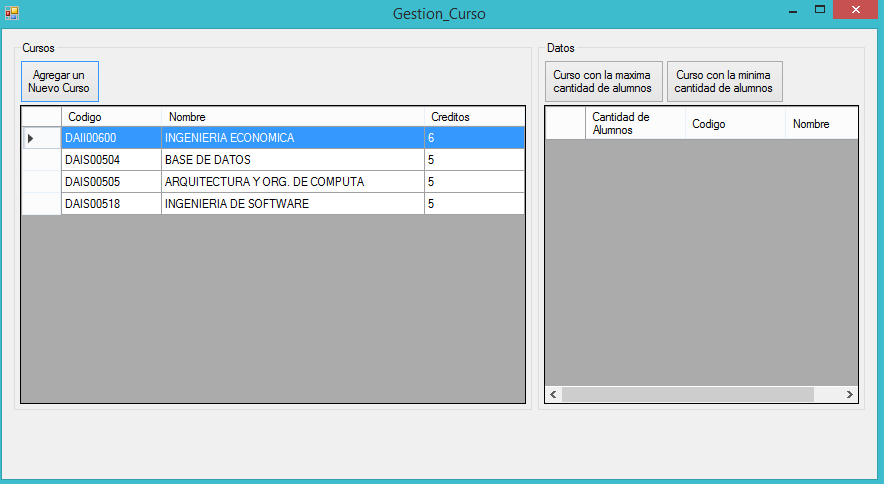 Gestion_Curso
Cursos
Agregar un
Nuevo Curso
Codigo Nombre Creditos
DAII00600 INGENIERIA ECONOMICA 6
DAIS00504 BASE DE DATOS 5
DAIS00505 ARQUITECTURA Y ORG. DE COMPUTA 5
DAIS00518 INGENIERIA DE SOFTWARE 5
Datos
Curso con la maxima
cantidad de alumnos
Curso con la minima
cantidad de alumnos
Cantidad de
Alumnos
Codigo
Nombre